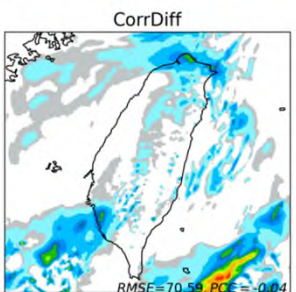 CorrDiff
RMSE=70.59, PCC = -0.04